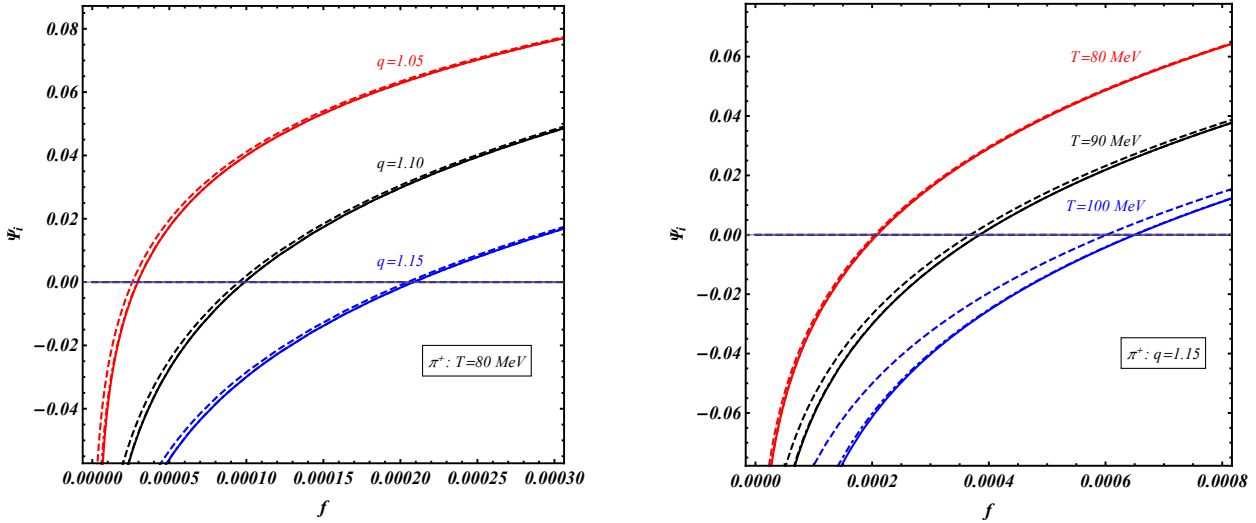 0.08
0.06
0.04
0.02
0.00
−0.02
−0.04
Ψi
q=1.05
q=1.10
q=1.15
π+: T=80 MeV
0.00000 0.00005 0.00010 0.00015 0.00020 0.00025 0.00030
f
0.06
0.04
0.02
0.00
−0.02
−0.04
−0.06
Ψi
T=80 MeV
T=90 MeV
T=100 MeV
π+: q=1.15
0.0000 0.0002 0.0004 0.0006 0.0008
f